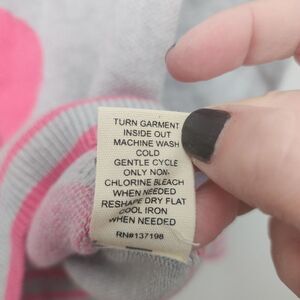 TURN GARMENT
INSIDE OUT
MACHINE WASH
COLD
GENTLE CYCLE
ONLY NON-
CHLORINE BLEACH
WHEN NEEDED
RESHAPE DRY FLAT
COOL IRON
WHEN NEEDED
RN#137198